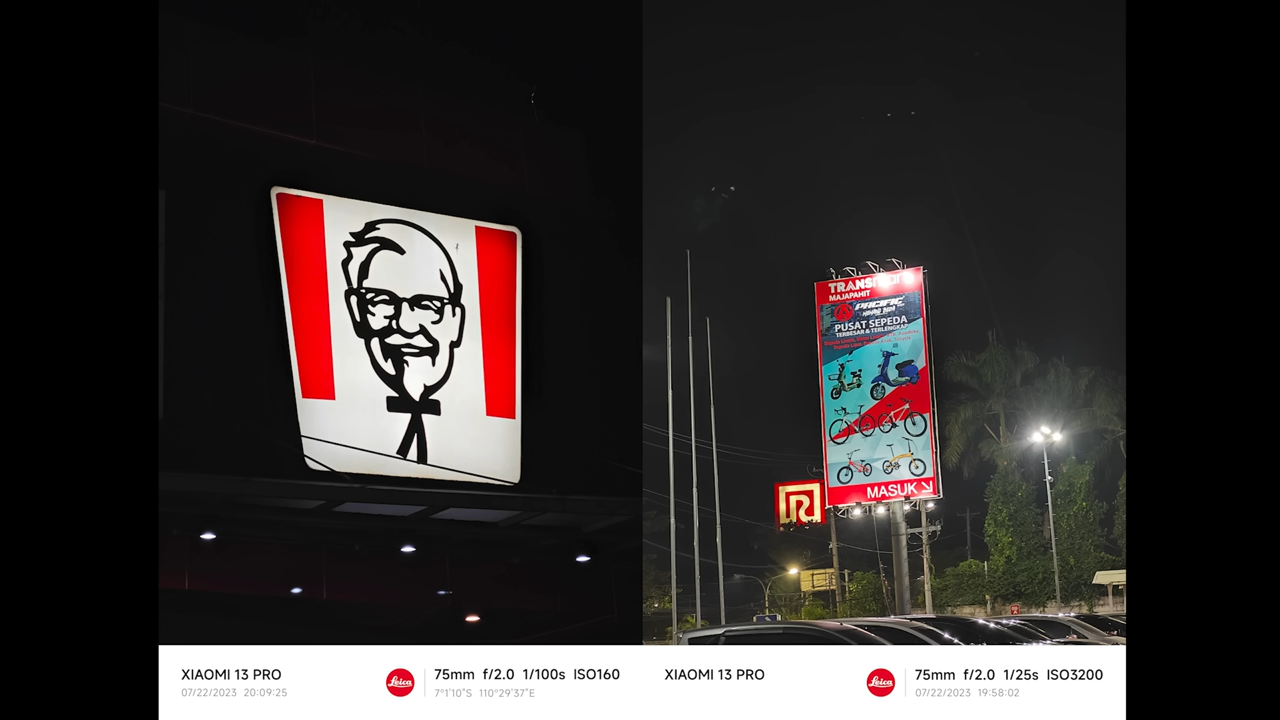 TRANS
MAJAPAHIT
PACIFIC
PUSAT SEPEDA
TERBESAR & TERLENGKAP
MASUK
XIAOMI 13 PRO
07/22/2023 20:09:25
Leica
75mm f/2.0 1/100s ISO160
7°1'10"S 110°29'37"E
XIAOMI 13 PRO
Leica
75mm f/2.0 1/25s ISO3200
07/22/2023 19:58:02